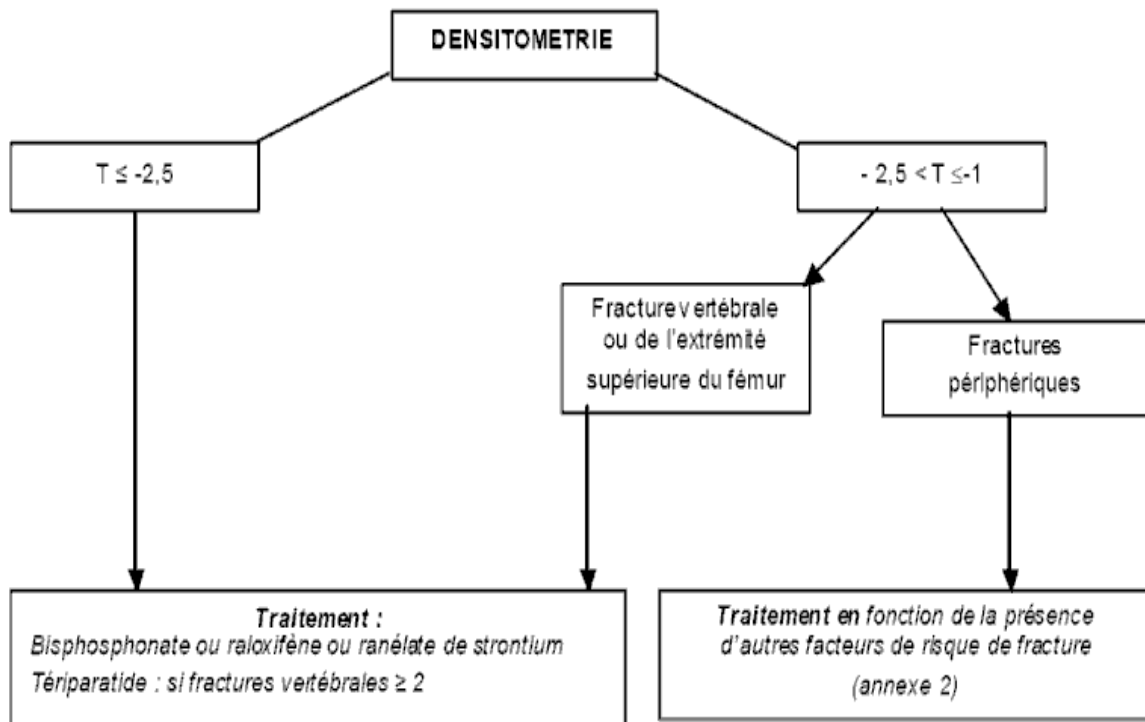 DENSITOMETRIE
T ≤ -2,5
- 2,5 < T ≤-1
Fracture vertébrale
ou de l'extrémité
supérieure du fémur
Fractures
périphériques
Traitement :
Bisphosphonate ou raloxifène ou ranélate de strontium
Tériparatide : si fractures vertébrales ≥ 2
Traitement en fonction de la présence
d'autres facteurs de risque de fracture
(annexe 2)